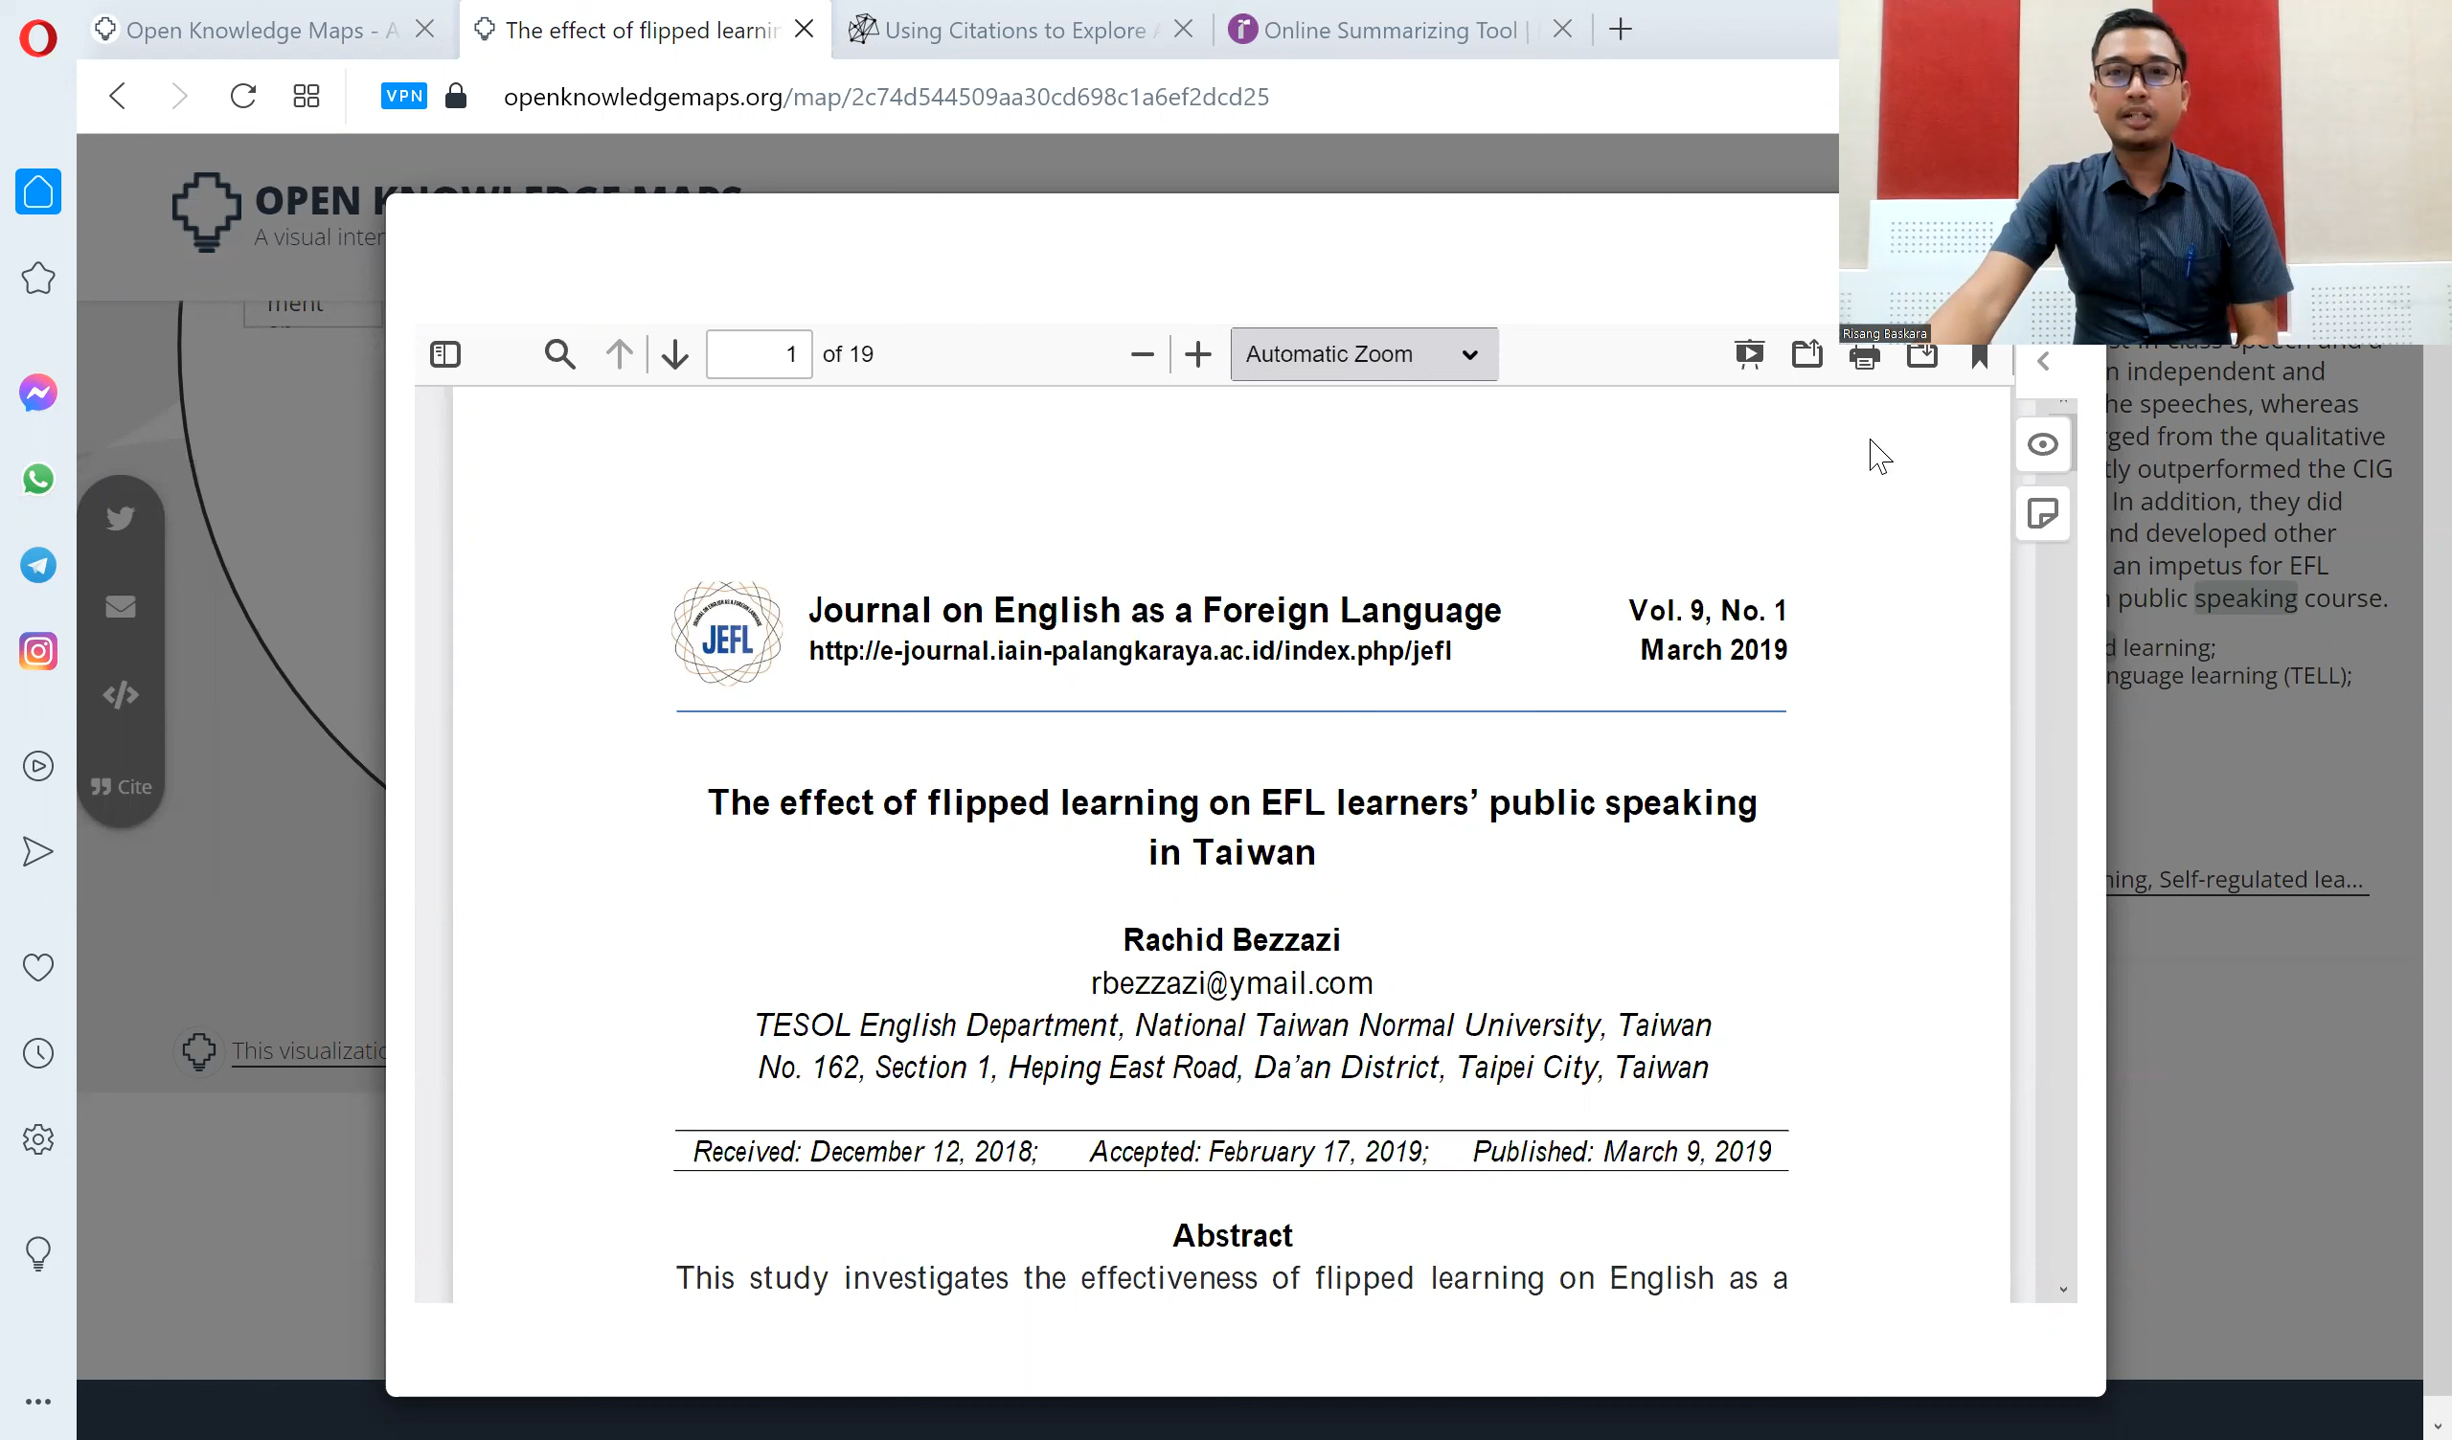 Open Knowledge Maps - A
The effect of flipped learnin
Using Citations to Explore A
Online Summarizing Tool |
VPN
openknowledgemaps.org/map/2c74d544509aa30cd698c1a6ef2dcd25
OPEN KNOWLEDGE MAPS
A visual inter
ment
Risang Baskara
1 of 19
Automatic Zoom
n independent and
he speeches, whereas
ged from the qualitative
tly outperformed the CIG
In addition, they did
nd developed other
an impetus for EFL
public speaking course.
d learning;
nguage learning (TELL);
ning, Self-regulated lea...
Cite
This visualizatio
JEFL
Journal on English as a Foreign Language
http://e-journal.iain-palangkaraya.ac.id/index.php/jefl
Vol. 9, No. 1
March 2019
The effect of flipped learning on EFL learners' public speaking
in Taiwan
Rachid Bezzazi
rbezzazi@ymail.com
TESOL English Department, National Taiwan Normal University, Taiwan
No. 162, Section 1, Heping East Road, Da'an District, Taipei City, Taiwan
Received: December 12, 2018; Accepted: February 17, 2019; Published: March 9, 2019
Abstract
This study investigates the effectiveness of flipped learning on English as a